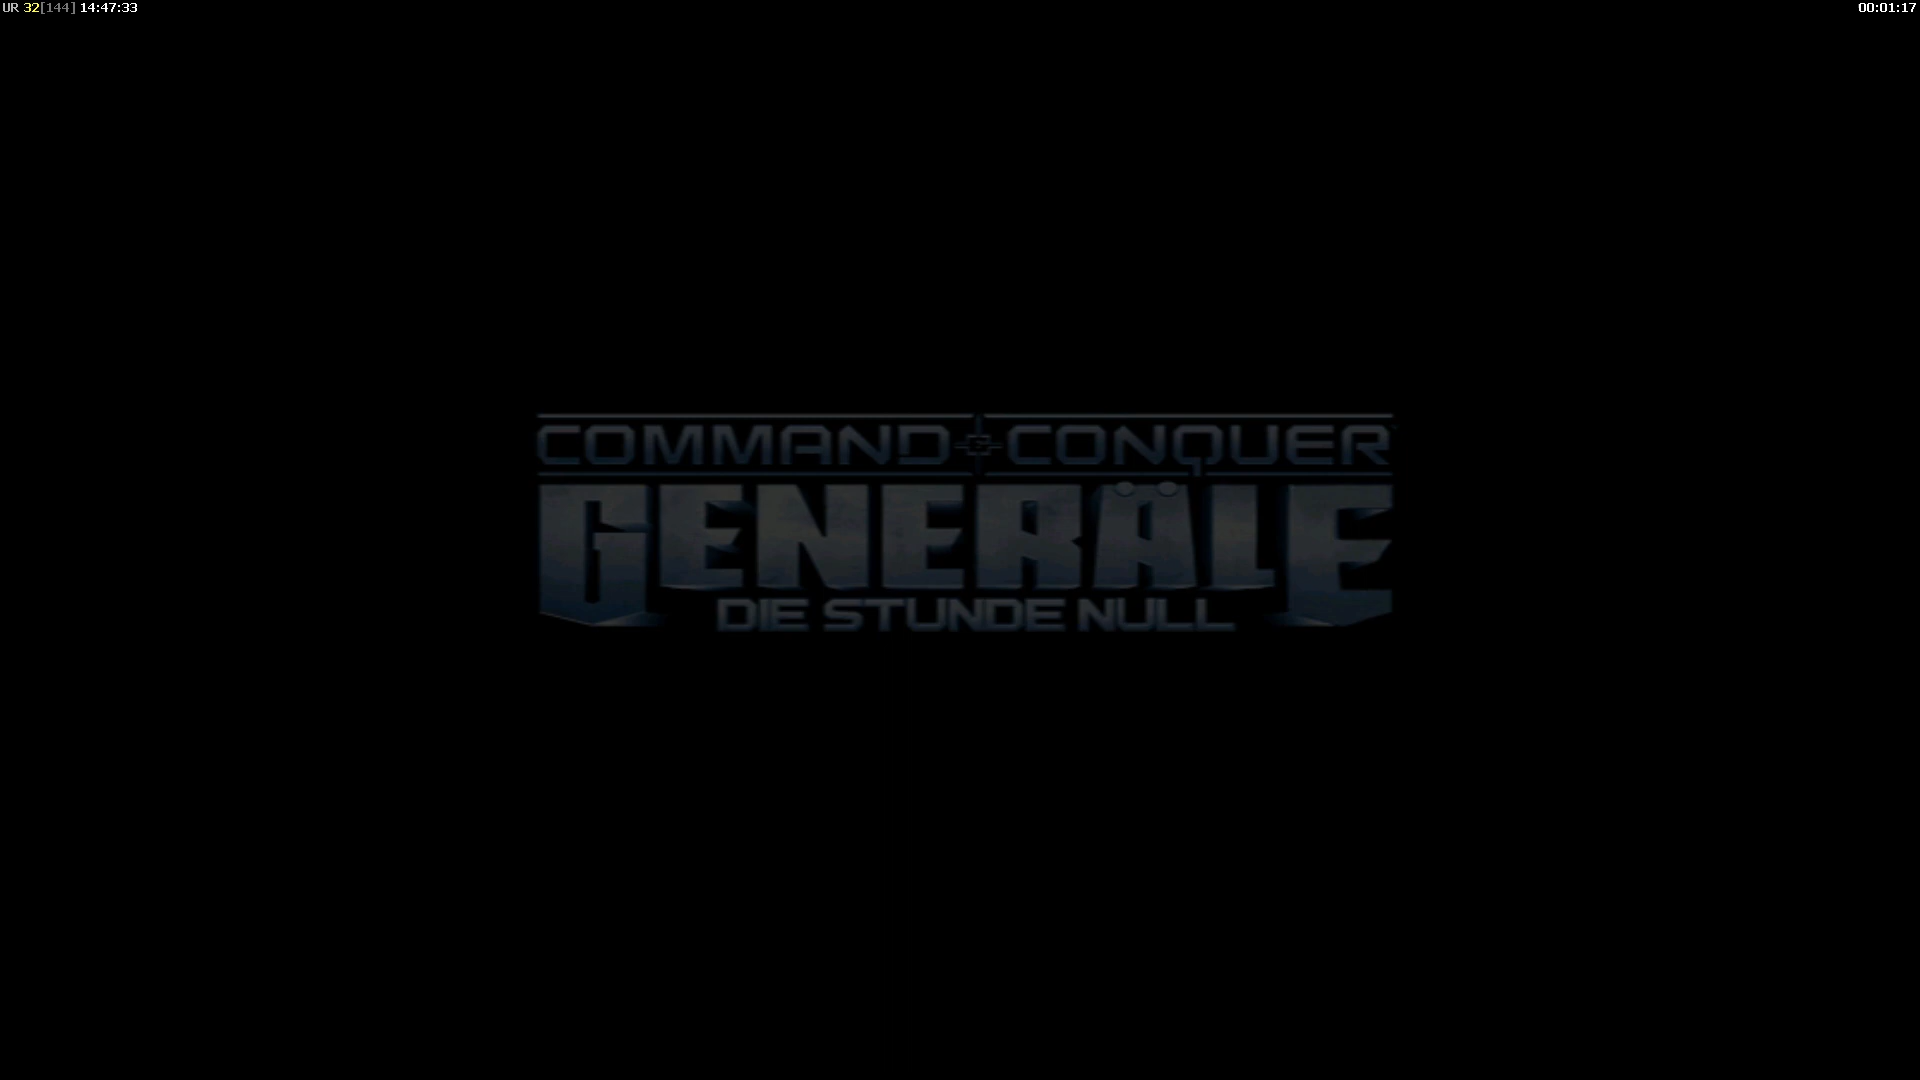 UR 32[144] 14:47:33
00:01:17
COMMAND CONQUER
GENERÄLE
DIE STUNDE NULL